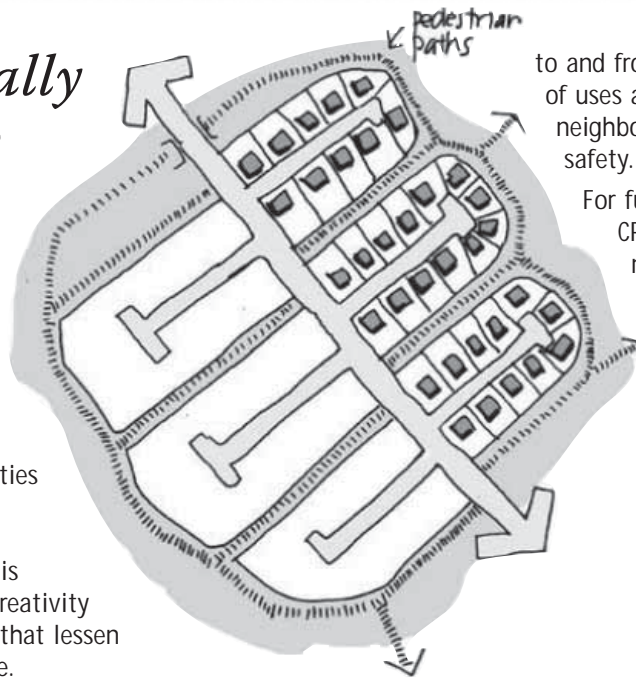 ally
pedestrian
paths
to and fro
of uses a
neighbo
safety.
For fu
CP
ties
is
reativity
that lessen
e.